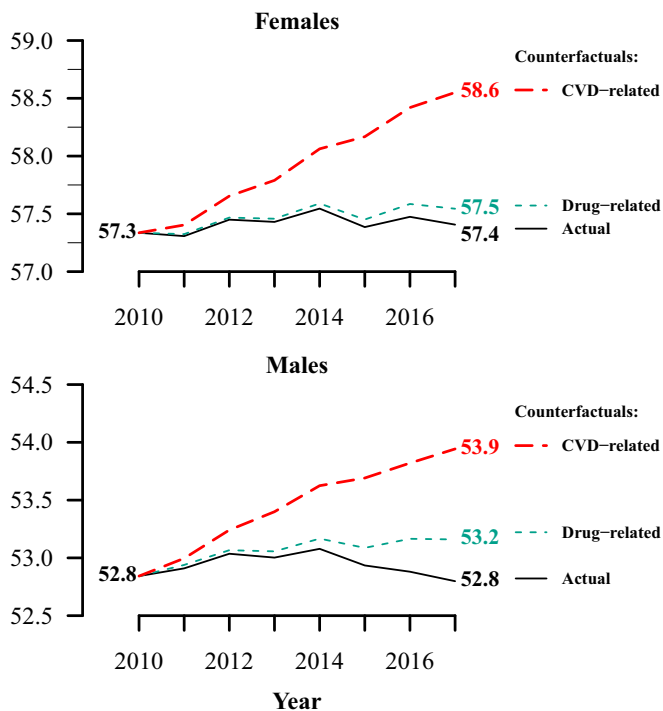 Females
59.0
Counterfactuals:
58.6 CVD−related
58.5
58.0
57.5
57.5 Drug−related
57.3
57.4 Actual
57.0
2010 2012 2014 2016
Males
54.5
Counterfactuals:
54.0
53.9 CVD−related
53.5
53.2 Drug−related
53.0
52.8
52.8 Actual
52.5
2010 2012 2014 2016
Year